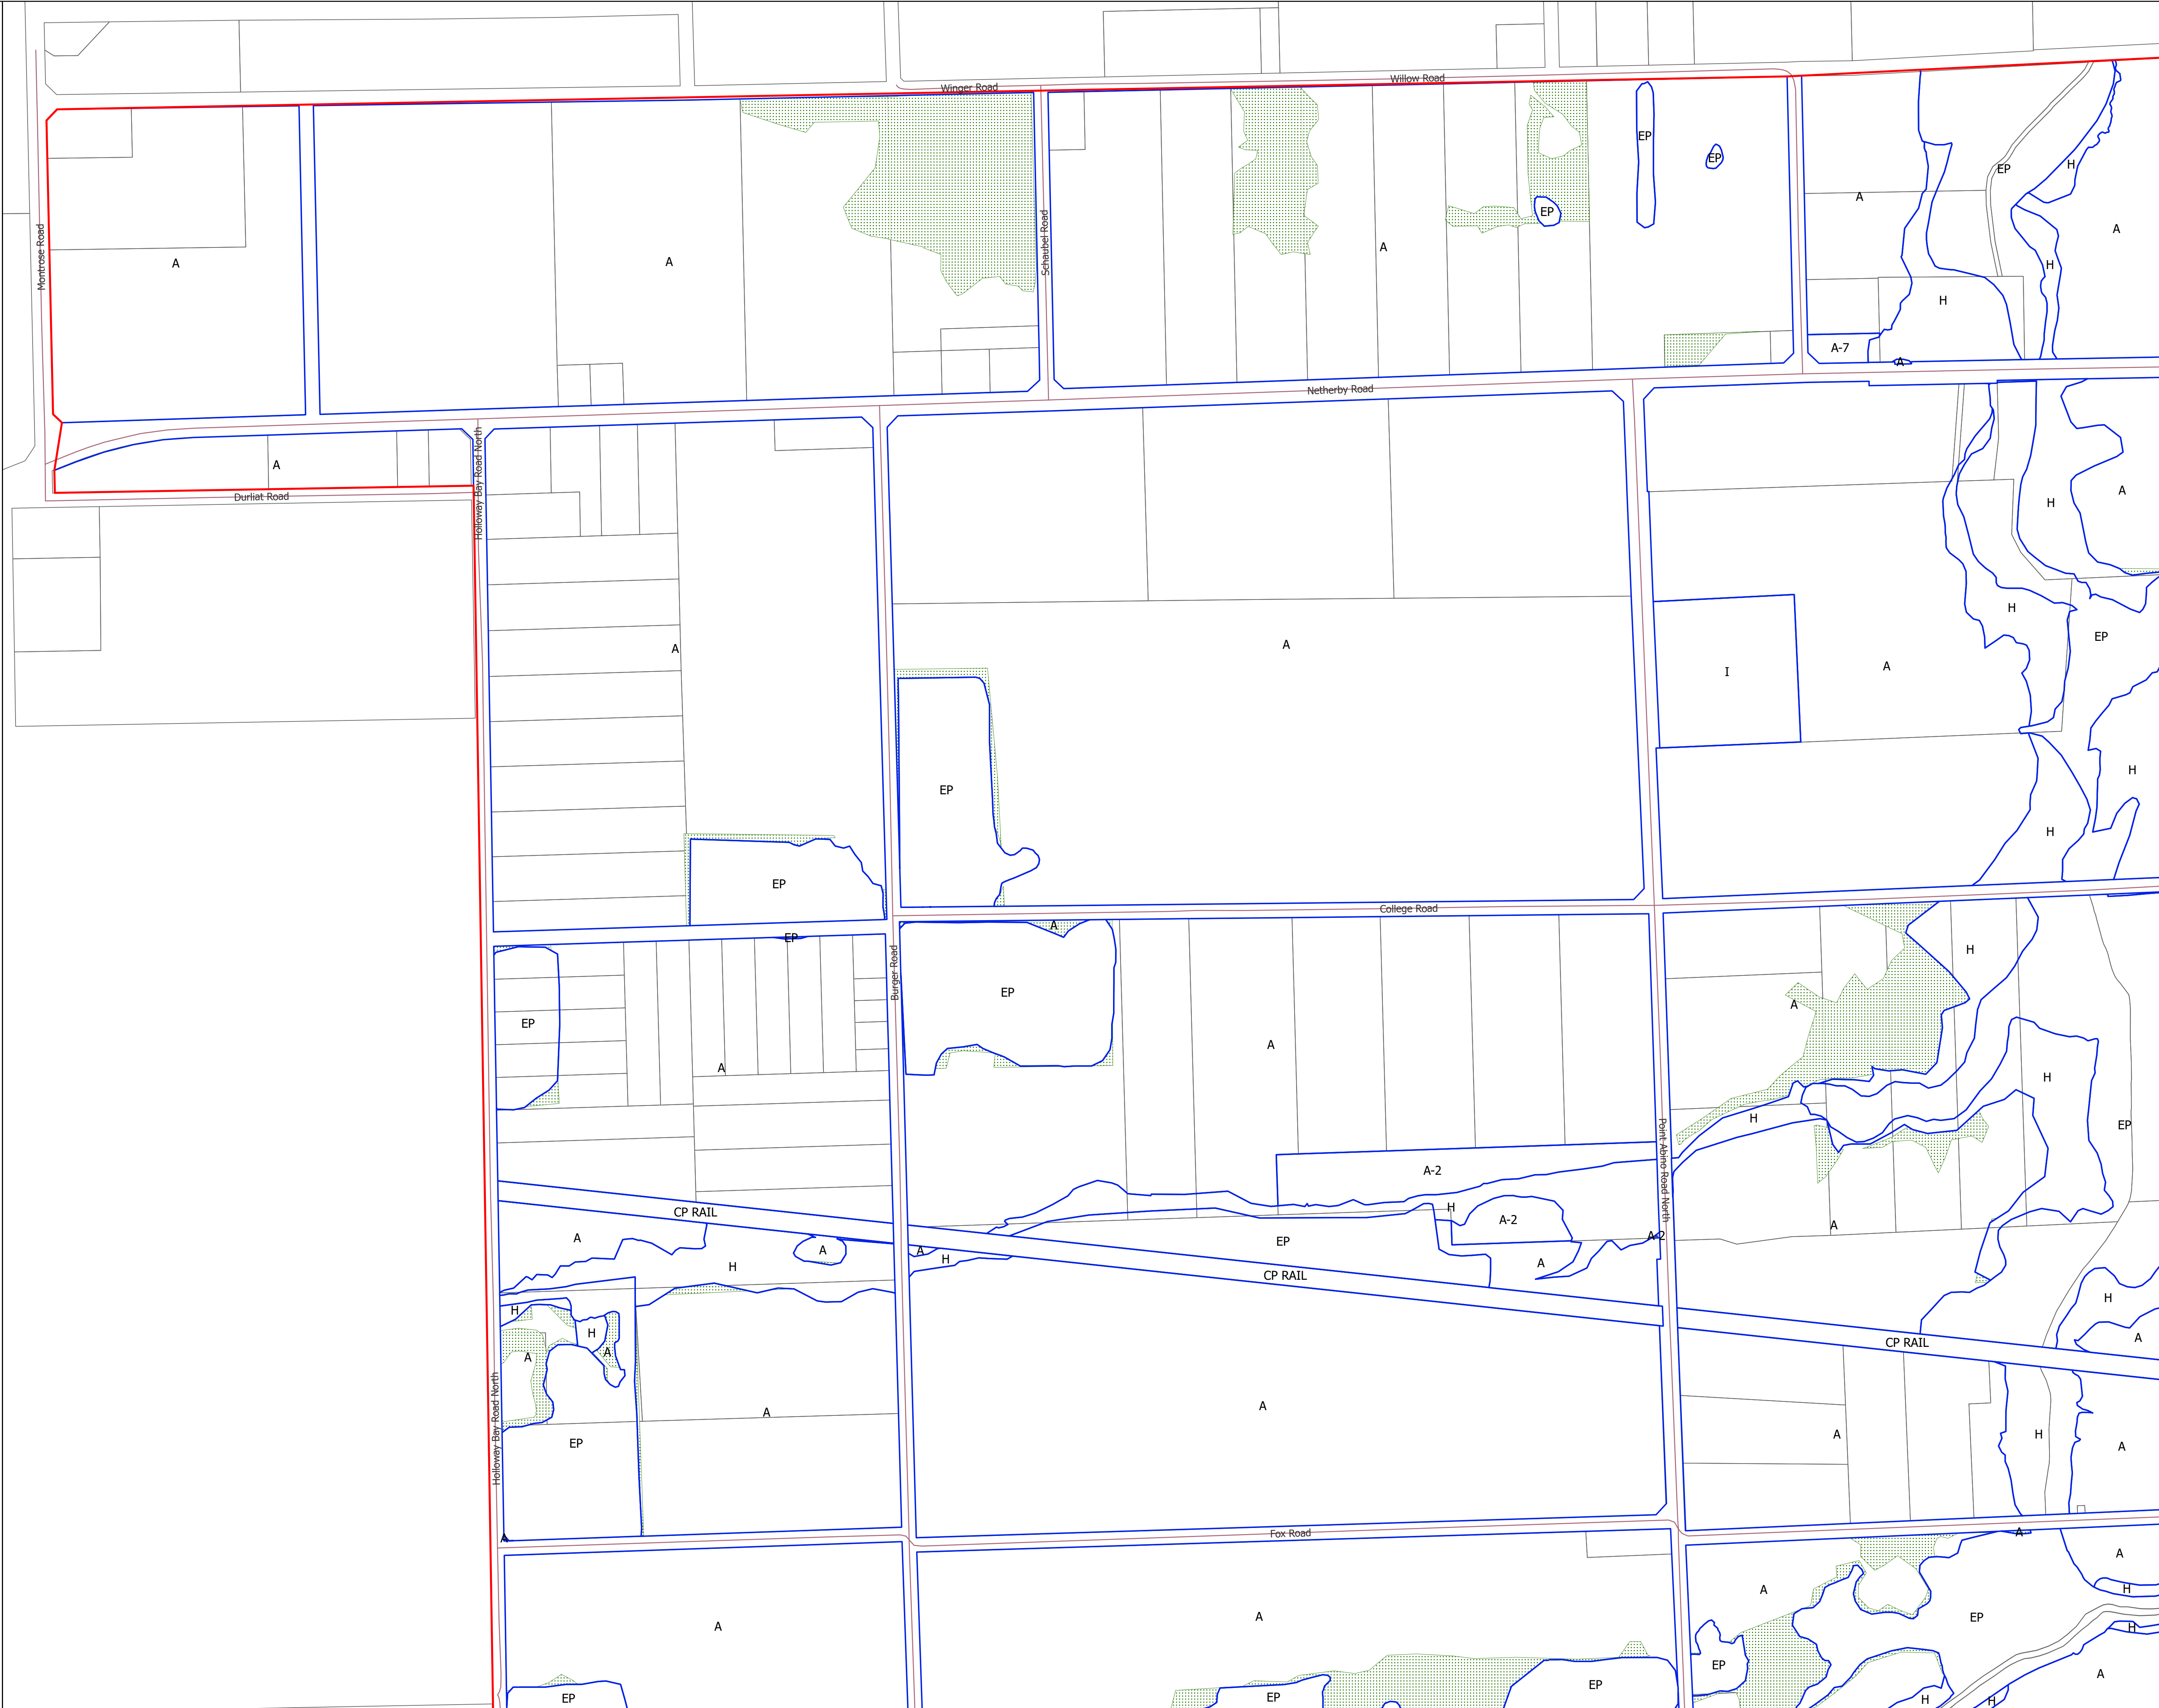 Willow Road
Winger Road
EP
EP
H
EP
A
EP
A
Montrose Road
Schaubel Road
A
A
A
H
H
A-7
A
Netherby Road
A
Holloway Bay Road North
Durliat Road
H
A
H
EP
A
A
I
A
H
EP
H
EP
College Road
A
EP
H
Burger Road
EP
A
EP
A
A
H
H
EP
Point Abino Road North
A-2
H
CP RAIL
A-2
A
A
EP
A-2
A
A
H
H
A
CP RAIL
H
H
H
A
CP RAIL
A
A
A
A
A
H
EP
A
Holloway Bay Road North
A
Fox Road
A
A
A
H
A
EP
A
H
EP
A
EP
EP
EP
H
H